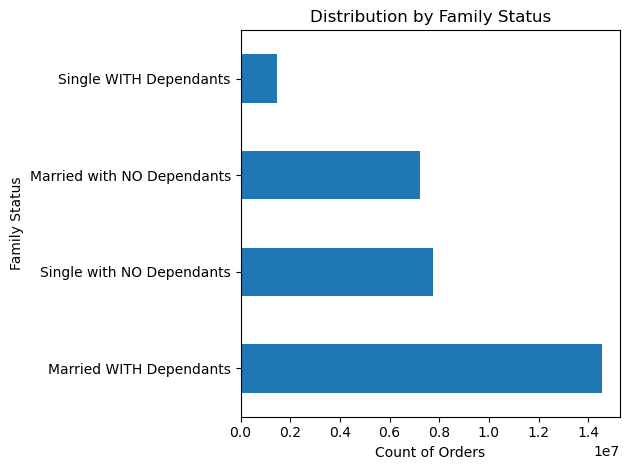 Distribution by Family Status
Family Status
Single WITH Dependants
Married with NO Dependants
Single with NO Dependants
Married WITH Dependants
0.0 0.2 0.4 0.6 0.8 1.0 1.2 1.4
1e7
Count of Orders